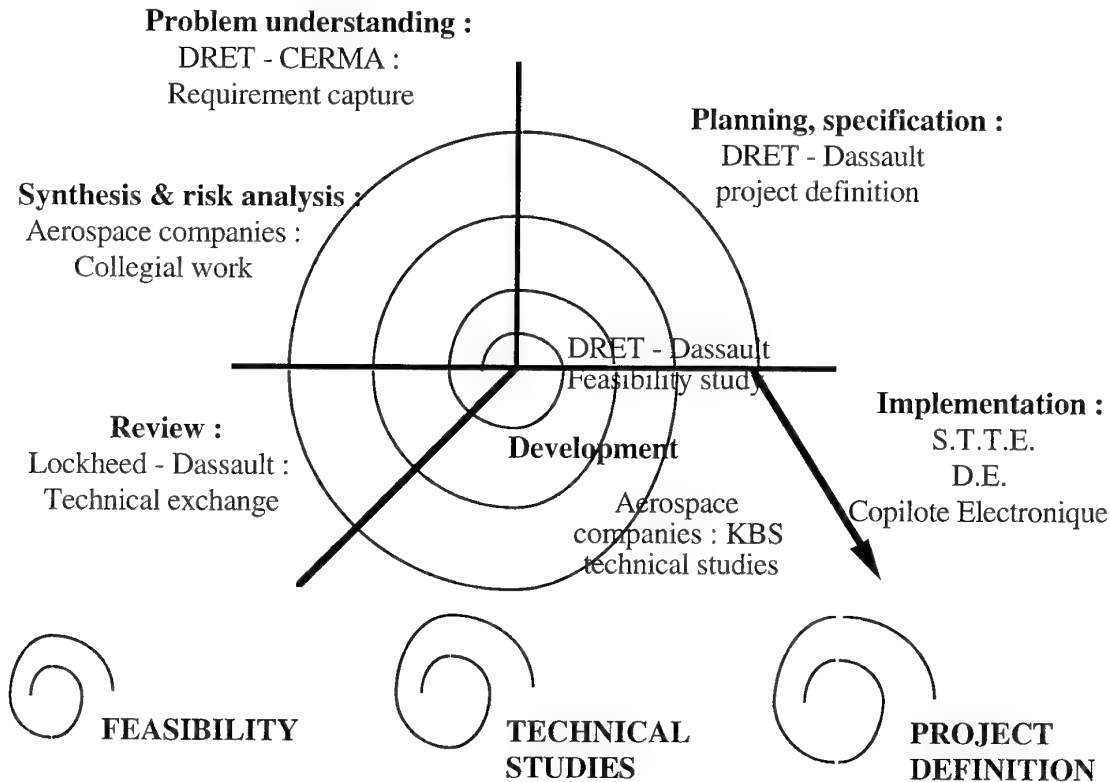 Problem understanding :
DRET - CERMA :
Requirement capture
Planning, specification :
DRET - Dassault
project definition
Synthesis & risk analysis :
Aerospace companies :
Collegial work
DRET - Dassault
Feasibility study
Review :
Lockheed - Dassault :
Technical exchange
Development
Aerospace
companies : KBS
technical studies
Implementation :
S.T.T.E.
D.E.
Copilote Electronique
FEASIBILITY
TECHNICAL
STUDIES
PROJECT
DEFINITION